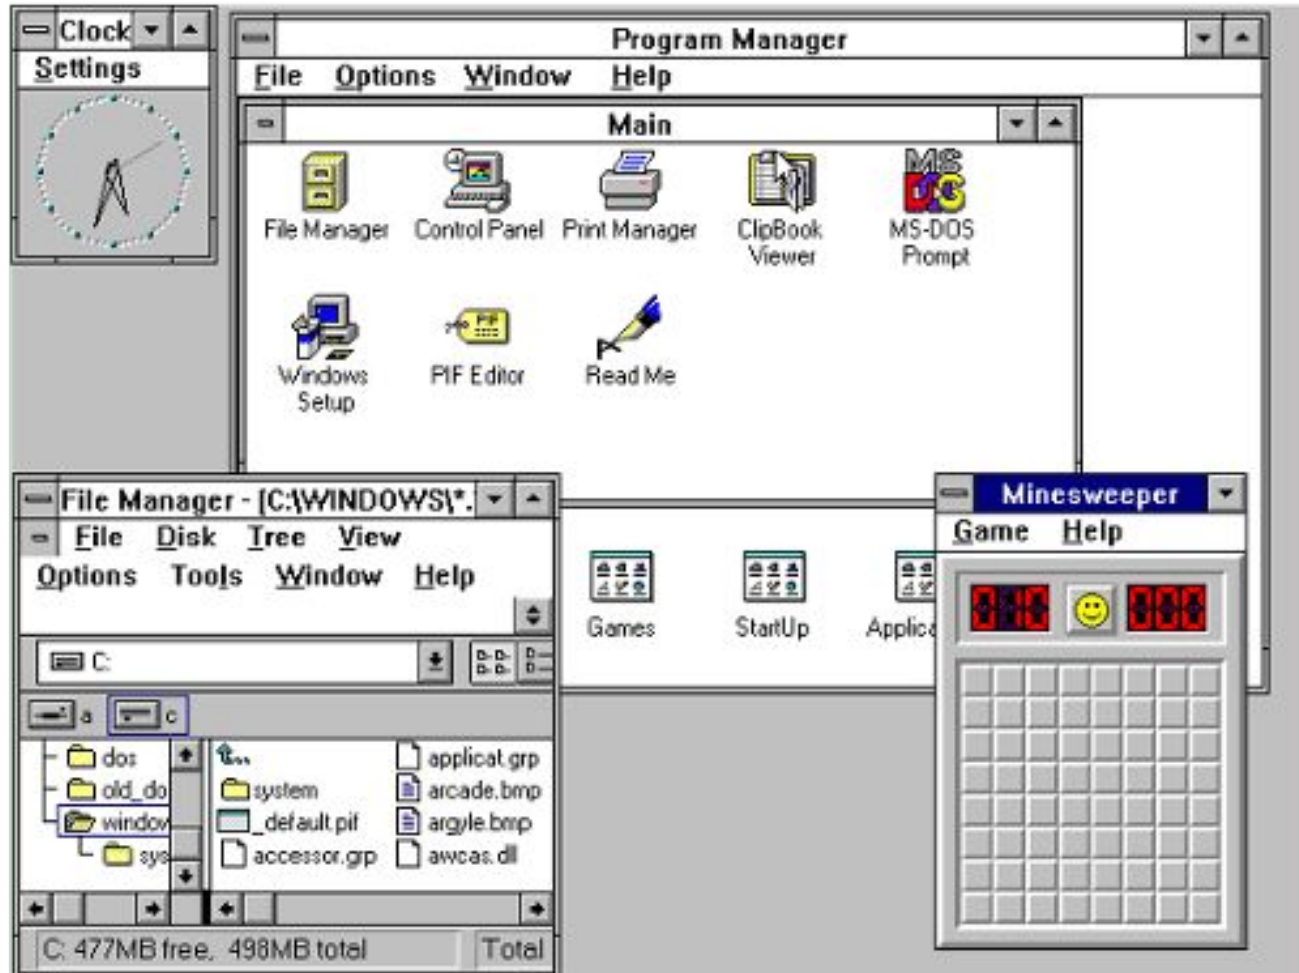 Clock
Settings
Program Manager
File Options Window Help
Main
File Manager Control Panel Print Manager ClipBook Viewer MS-DOS Prompt
Windows Setup PIF Editor Read Me
File Manager - [C:\WINDOWS\*.
File Disk Tree View
Options Tools Window Help
C:
a c
dos
old_do
window
sys
system
_default.pif
accessor.grp
applicat.grp
arcade.bmp
argyle.bmp
awcas.dll
C: 477MB free, 498MB total Total
Games StartUp Applica
Minesweeper
Game Help
010 000